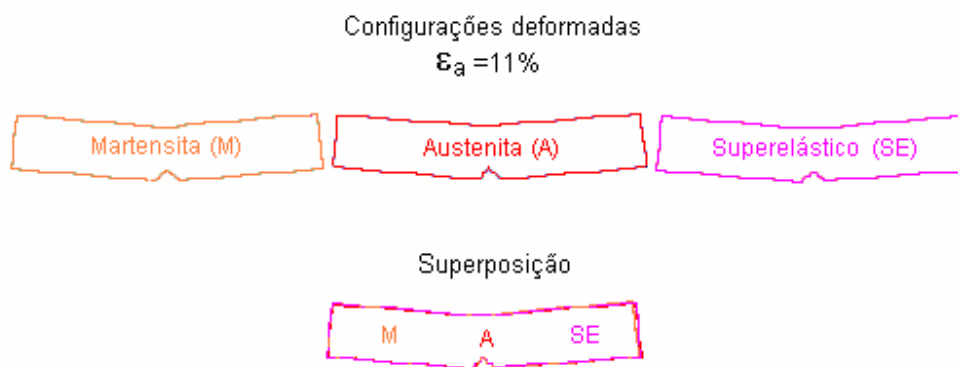 Configurações deformadas
εa =11%
Martensita (M) Austenita (A) Superelástico (SE)
Superposição
M A SE